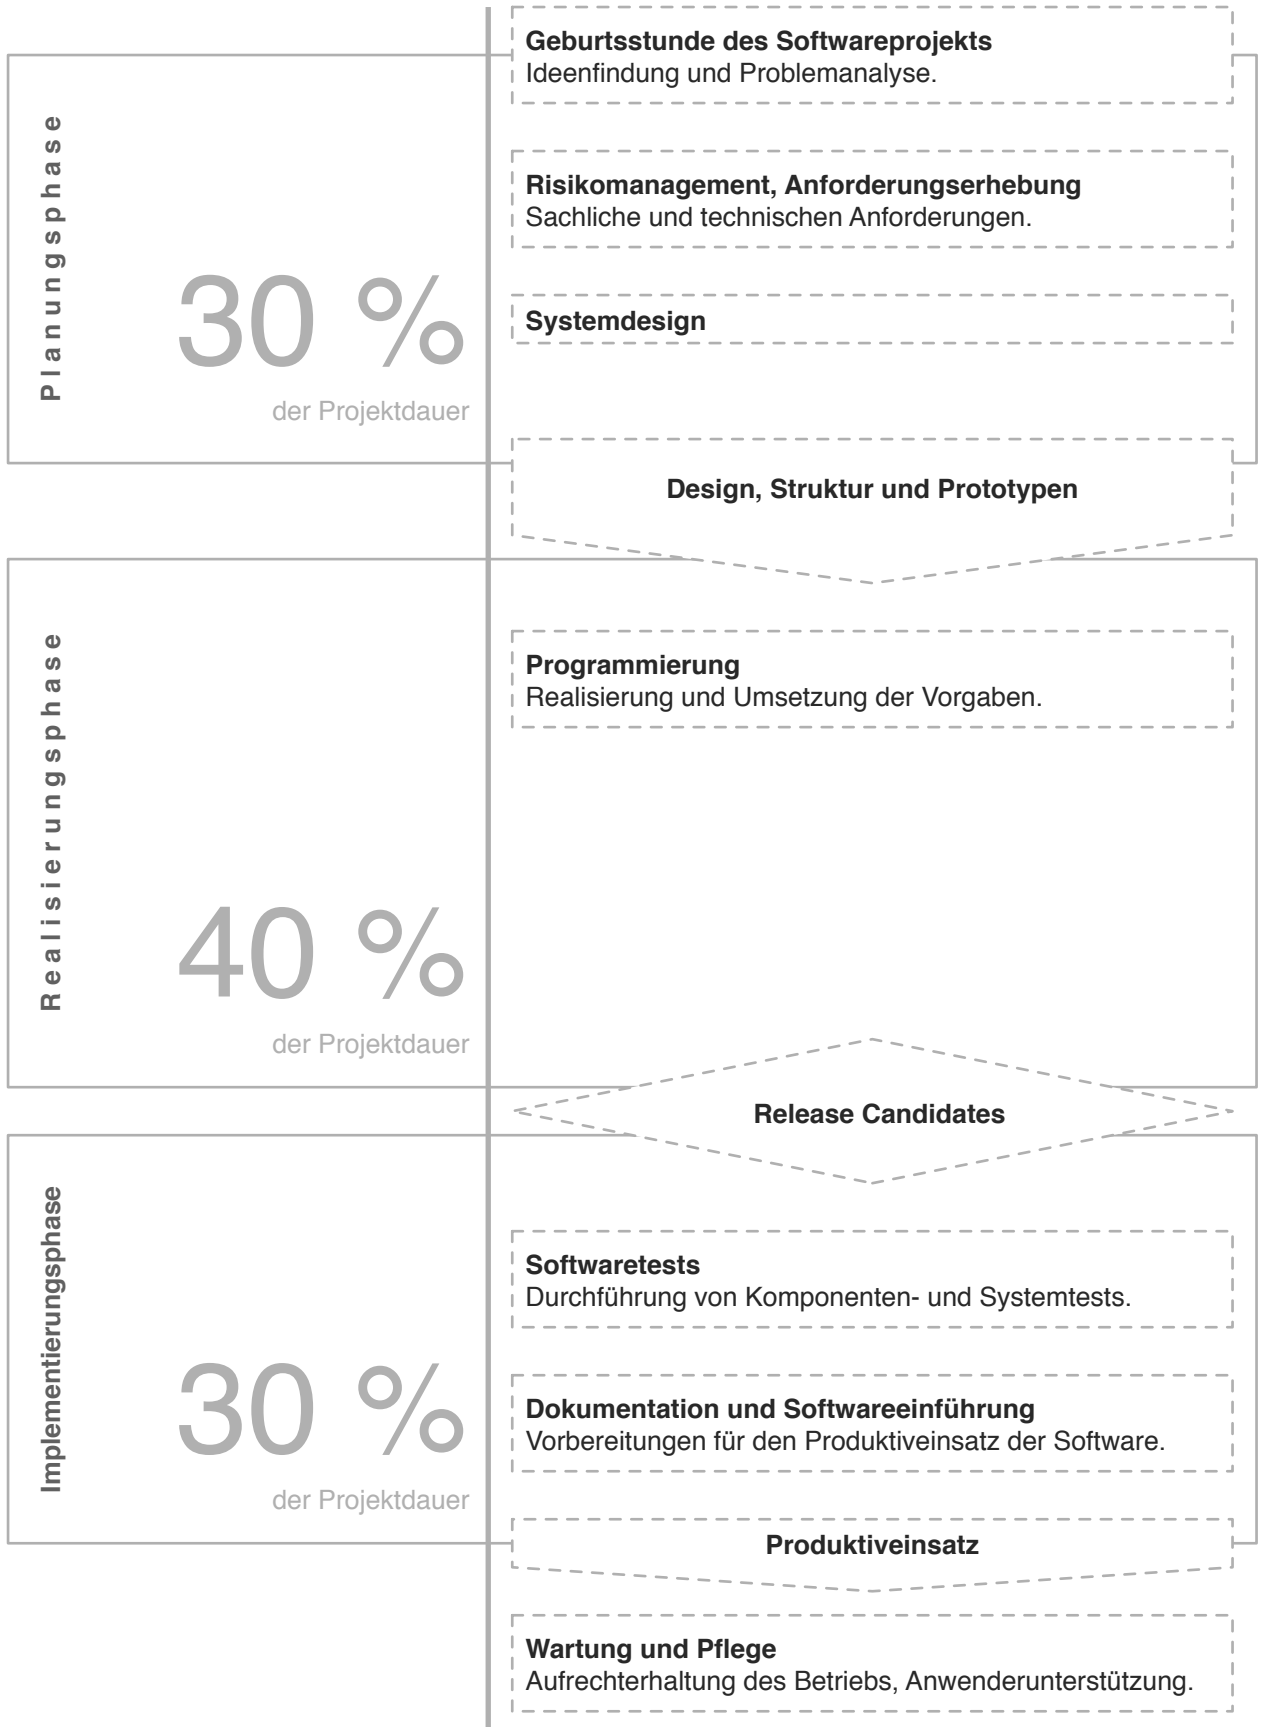 Geburtsstunde des Softwareprojekts
Ideenfindung und Problemanalyse.
Planungsphase
Risikomanagement, Anforderungserhebung
Sachliche und technischen Anforderungen.
30 %
der Projektdauer
Systemdesign
Design, Struktur und Prototypen
Realisierungsphase
Programmierung
Realisierung und Umsetzung der Vorgaben.
40 %
der Projektdauer
Release Candidates
Implementierungsphase
Softwaretests
Durchführung von Komponenten- und Systemtests.
30 %
der Projektdauer
Dokumentation und Softwareeinführung
Vorbereitungen für den Produktiveinsatz der Software.
Produktiveinsatz
Wartung und Pflege
Aufrechterhaltung des Betriebs, Anwenderunterstützung.